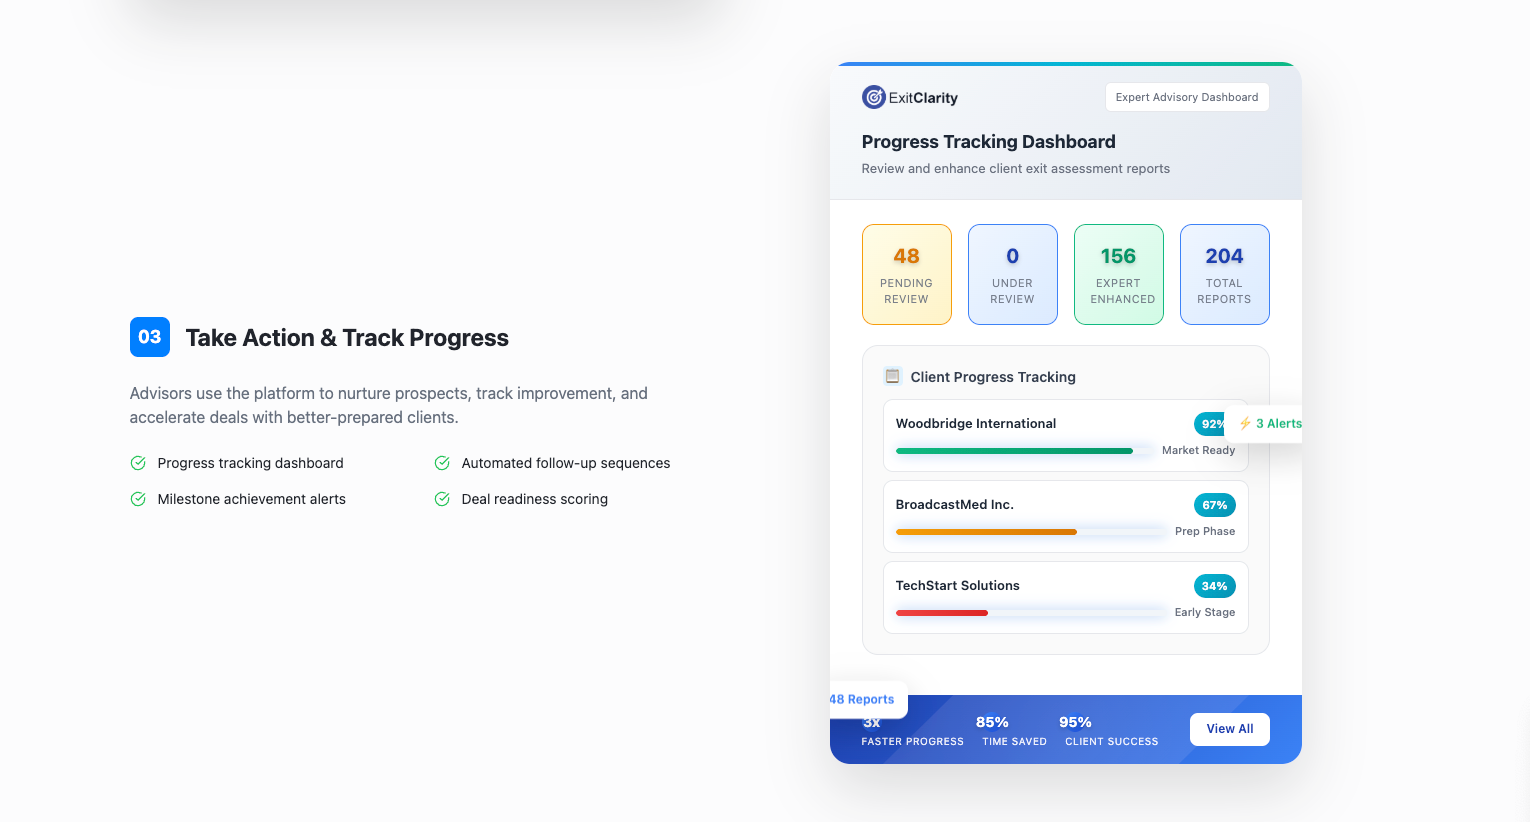 03 Take Action & Track Progress
Advisors use the platform to nurture prospects, track improvement, and
accelerate deals with better-prepared clients.
Progress tracking dashboard
Automated follow-up sequences
Milestone achievement alerts
Deal readiness scoring
ExitClarity
Expert Advisory Dashboard
Progress Tracking Dashboard
Review and enhance client exit assessment reports
48
PENDING
REVIEW
0
UNDER
REVIEW
156
EXPERT
ENHANCED
204
TOTAL
REPORTS
Client Progress Tracking
Woodbridge International
92%
⚡ 3 Alerts
Market Ready
BroadcastMed Inc.
67%
Prep Phase
TechStart Solutions
34%
Early Stage
48 Reports
3x
FASTER PROGRESS
85%
TIME SAVED
95%
CLIENT SUCCESS
View All